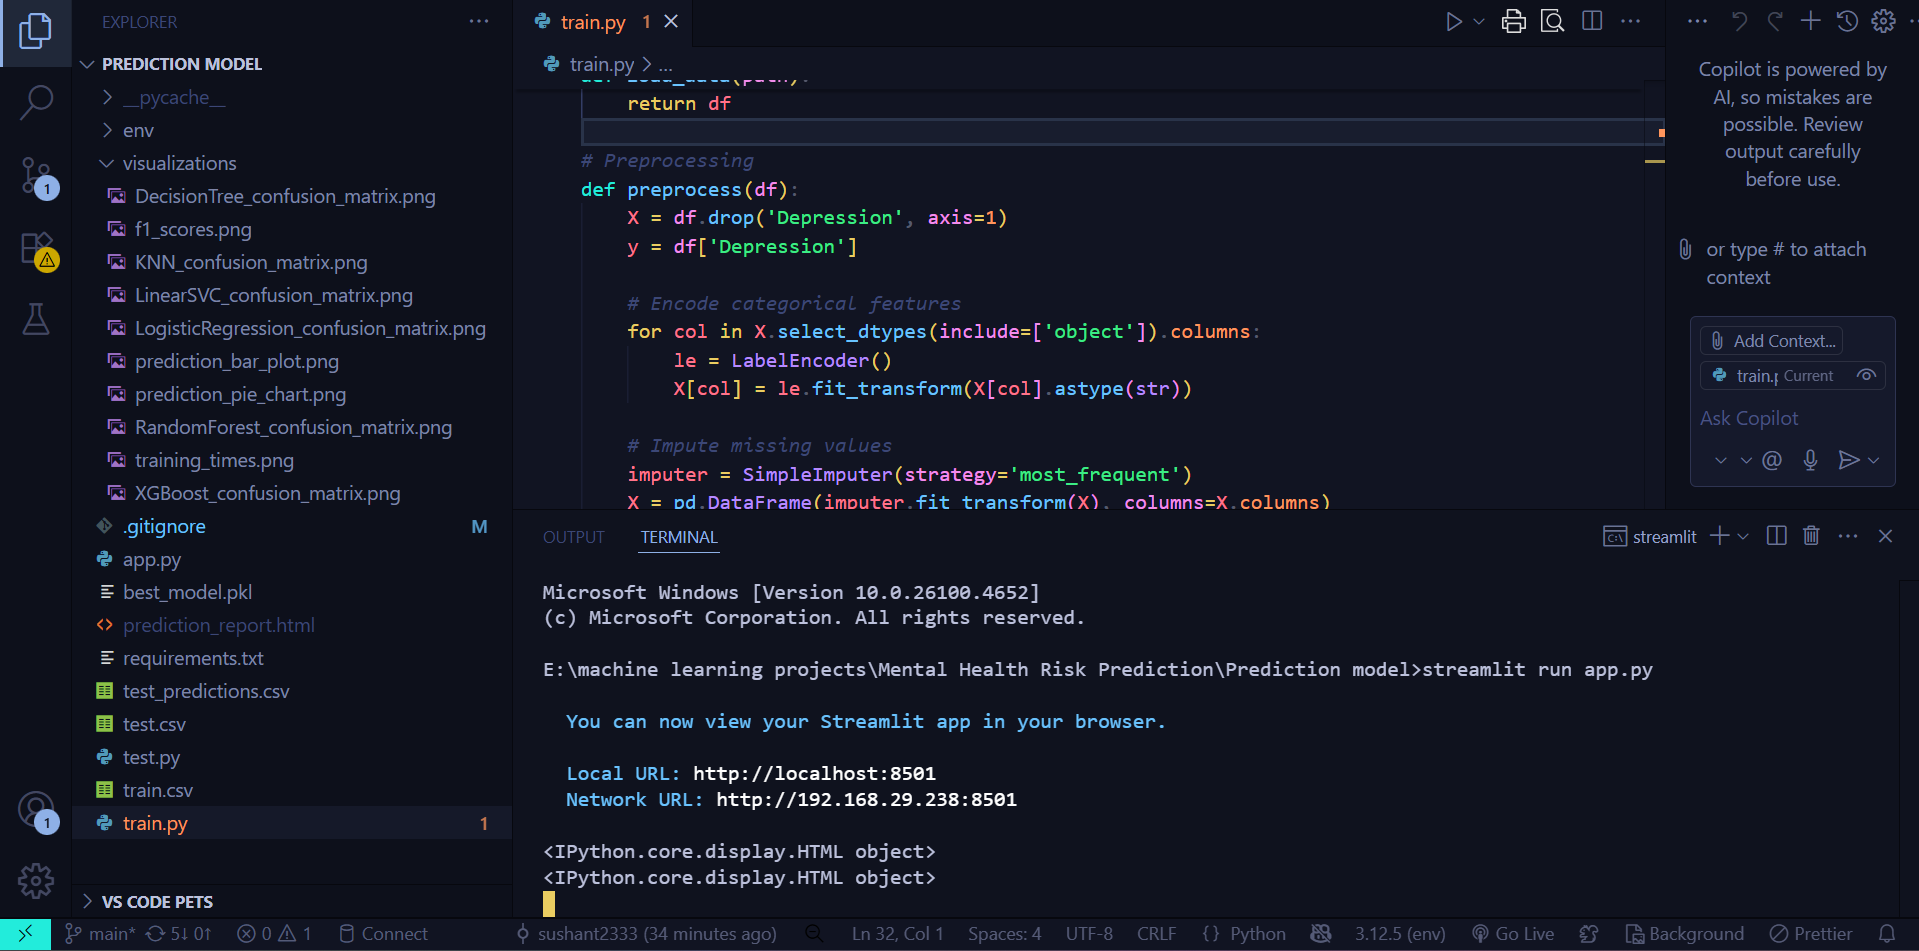 EXPLORER
PREDICTION MODEL
__pycache__
env
visualizations
DecisionTree_confusion_matrix.png
f1_scores.png
KNN_confusion_matrix.png
LinearSVC_confusion_matrix.png
LogisticRegression_confusion_matrix.png
prediction_bar_plot.png
prediction_pie_chart.png
RandomForest_confusion_matrix.png
training_times.png
XGBoost_confusion_matrix.png
.gitignore M
app.py
best_model.pkl
prediction_report.html
requirements.txt
test_predictions.csv
test.csv
test.py
train.csv
train.py 1
VS CODE PETS
1
1
train.py 1
train.py > ...
def load_data(path):
return df
# Preprocessing
def preprocess(df):
X = df.drop('Depression', axis=1)
y = df['Depression']
# Encode categorical features
for col in X.select_dtypes(include=['object']).columns:
le = LabelEncoder()
X[col] = le.fit_transform(X[col].astype(str))
# Impute missing values
imputer = SimpleImputer(strategy='most_frequent')
X = pd.DataFrame(imputer.fit_transform(X), columns=X.columns)
Copilot is powered by
AI, so mistakes are
possible. Review
output carefully
before use.
or type # to attach
context
Add Context...
train.p Current
Ask Copilot
@
OUTPUT TERMINAL
streamlit
Microsoft Windows [Version 10.0.26100.4652]
(c) Microsoft Corporation. All rights reserved.
E:\machine learning projects\Mental Health Risk Prediction\Prediction model>streamlit run app.py
You can now view your Streamlit app in your browser.
Local URL: http://localhost:8501
Network URL: http://192.168.29.238:8501
<IPython.core.display.HTML object>
<IPython.core.display.HTML object>
main* 5↓ 0↑ 0 1 Connect sushant2333 (34 minutes ago) Ln 32, Col 1 Spaces: 4 UTF-8 CRLF {} Python 3.12.5 (env) Go Live Background Prettier